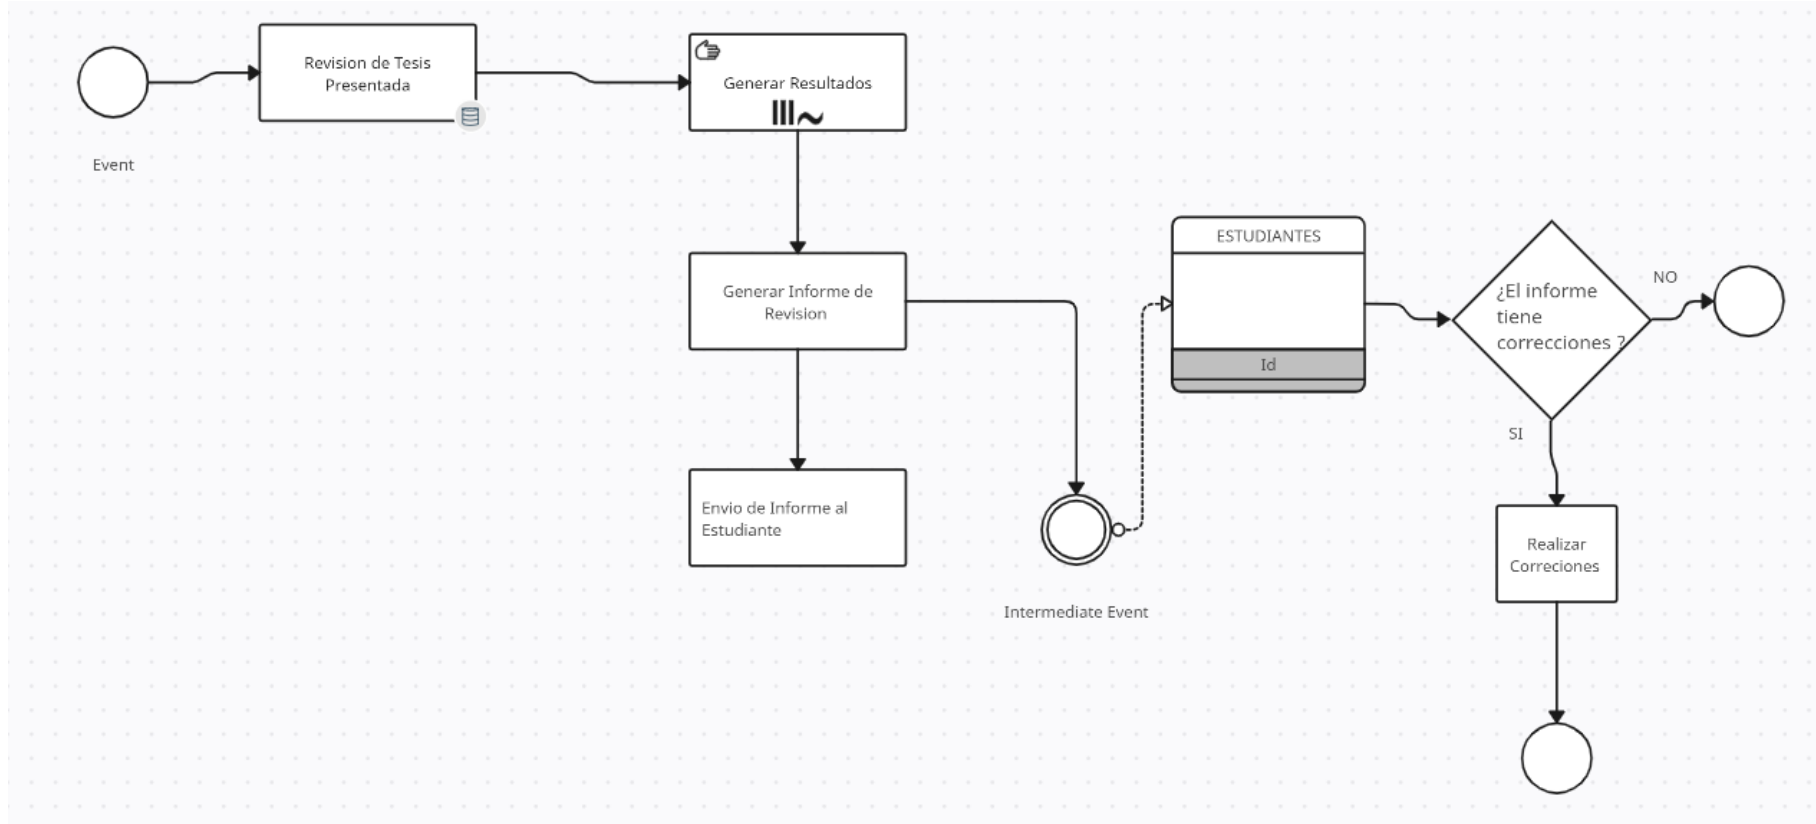 Revision de Tesis
Presentada
Event
Generar Resultados
Generar Informe de
Revision
Envio de Informe al
Estudiante
Intermediate Event
ESTUDIANTES
Id
¿El informe
tiene
correcciones ?
NO
SI
Realizar
Correciones